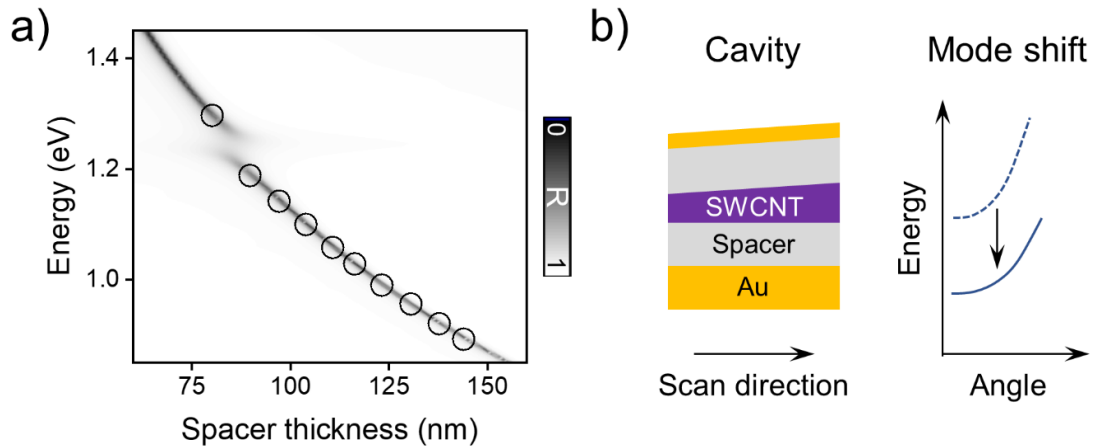 a)
1.4
1.2
1.0
Energy (eV)
75 100 125 150
Spacer thickness (nm)
0 R 1
b)
Cavity
SWCNT
Spacer
Au
Scan direction
Mode shift
Energy
Angle